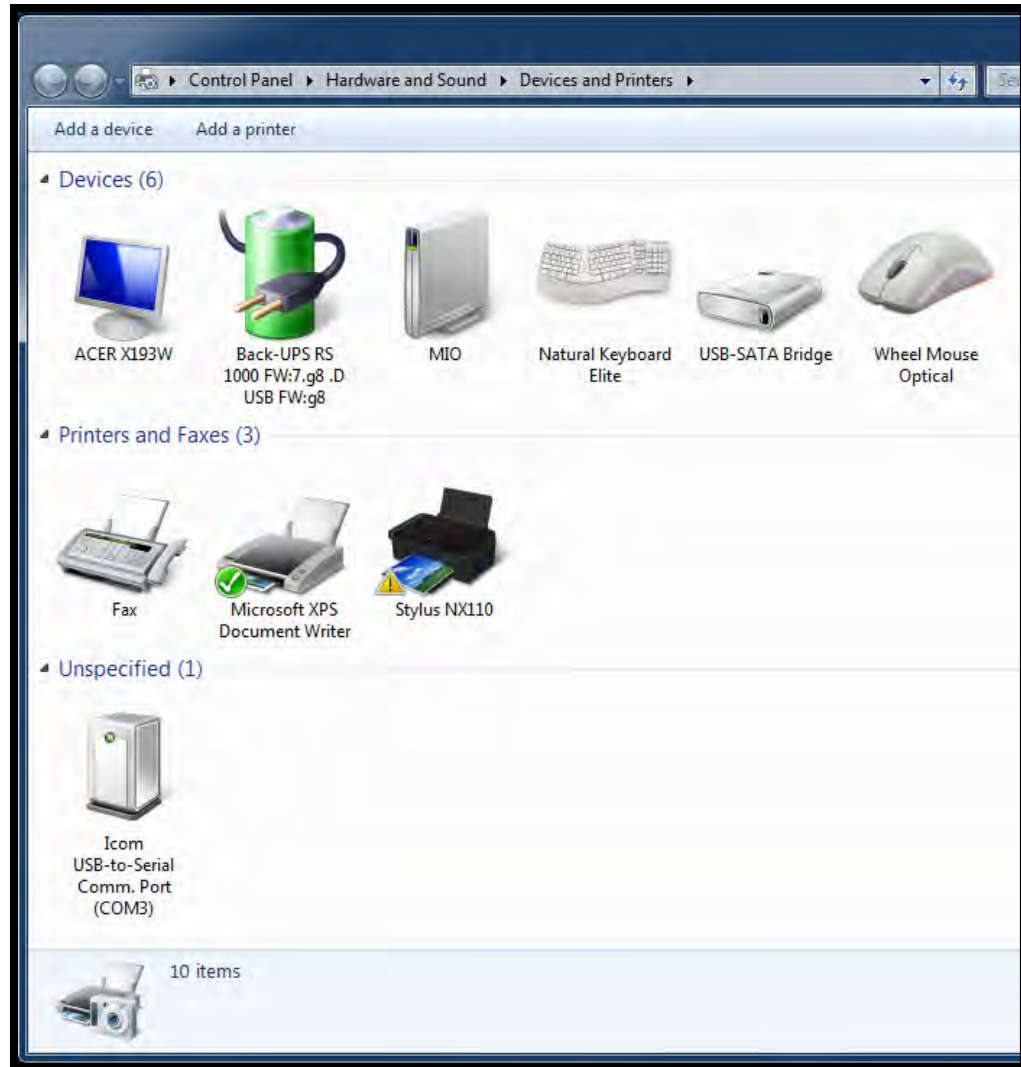 Control Panel Hardware and Sound Devices and Printers
Add a device Add a printer
Devices (6)
ACER X193W Back-UPS RS MIO Natural Keyboard USB-SATA Bridge Wheel Mouse
1000 FW:7.g8 .D Elite Optical
USB FW:g8
Printers and Faxes (3)
Fax Microsoft XPS Stylus NX110
Document Writer
Unspecified (1)
Icom
USB-to-Serial
Comm. Port
(COM3)
10 items